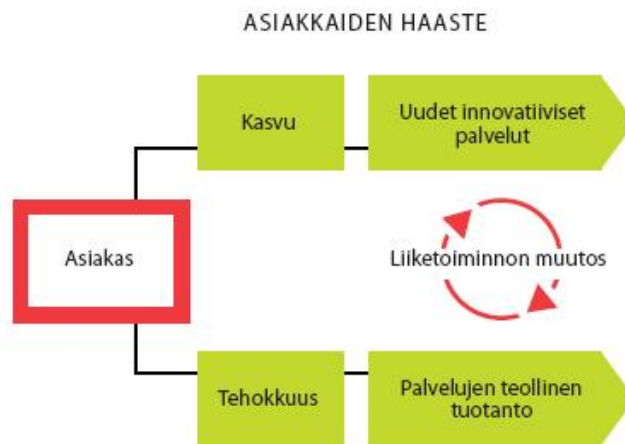 ASIAKKAIDEN HAASTE
Kasvu
Uudet innovatiiviset
palvelut
Asiakas
Liiketoiminnon muutos
Tehokkuus
Palvelujen teollinen
tuotanto